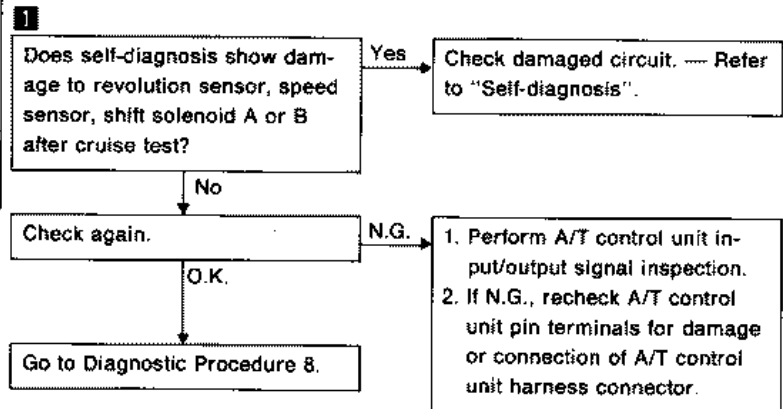 1
Does self-diagnosis show dam-
age to revolution sensor, speed
sensor, shift solenoid A or B
after cruise test?
Yes
Check damaged circuit. — Refer
to "Self-diagnosis".
No
Check again.
N.G.
1. Perform A/T control unit in-
put/output signal inspection.
2. If N.G., recheck A/T control
unit pin terminals for damage
or connection of A/T control
unit harness connector.
O.K.
Go to Diagnostic Procedure 8.